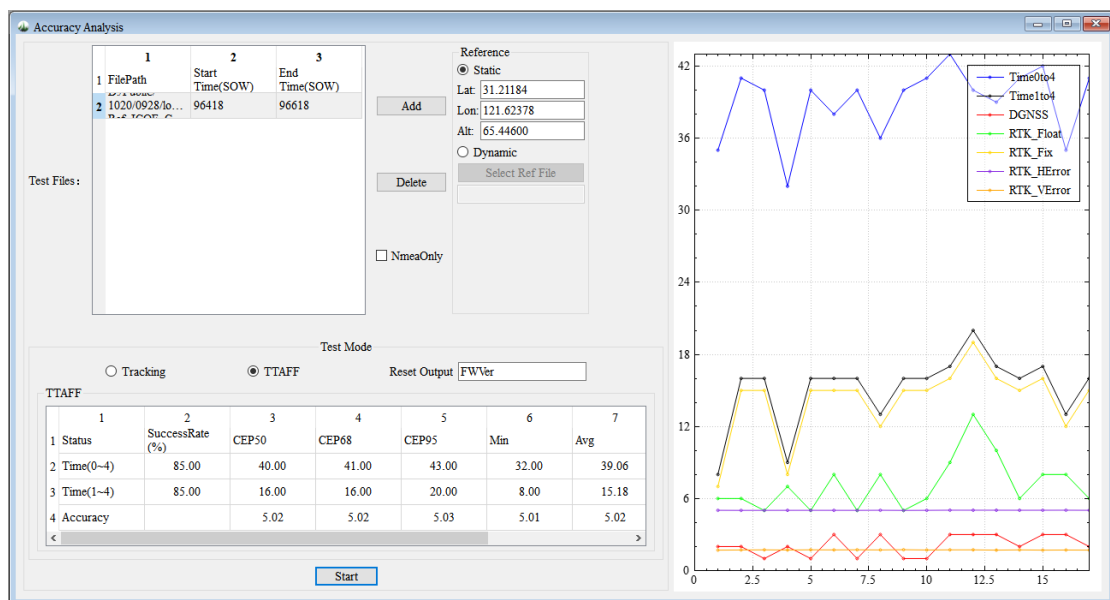 Accuracy Analysis
1 2 3
1 FilePath Start Time(SOW) End Time(SOW)
2 1020/0928/lo... 96418 96618
Test Files:
Add
Delete
NmeaOnly
Reference
Static
Lat: 31.21184
Lon: 121.62378
Alt: 65.44600
Dynamic
Select Ref File
Test Mode
Tracking TTAFF Reset Output FWVer
TTAFF
1 2 3 4 5 6 7
1 Status SuccessRate (%) CEP50 CEP68 CEP95 Min Avg
2 Time(0~4) 85.00 40.00 41.00 43.00 32.00 39.06
3 Time(1~4) 85.00 16.00 16.00 20.00 8.00 15.18
4 Accuracy 5.02 5.02 5.03 5.01 5.02
Start
42
36
30
24
18
12
6
0
0 2.5 5 7.5 10 12.5 15
Time0to4
Time1to4
DGNSS
RTK_Float
RTK_Fix
RTK_HError
RTK_VError